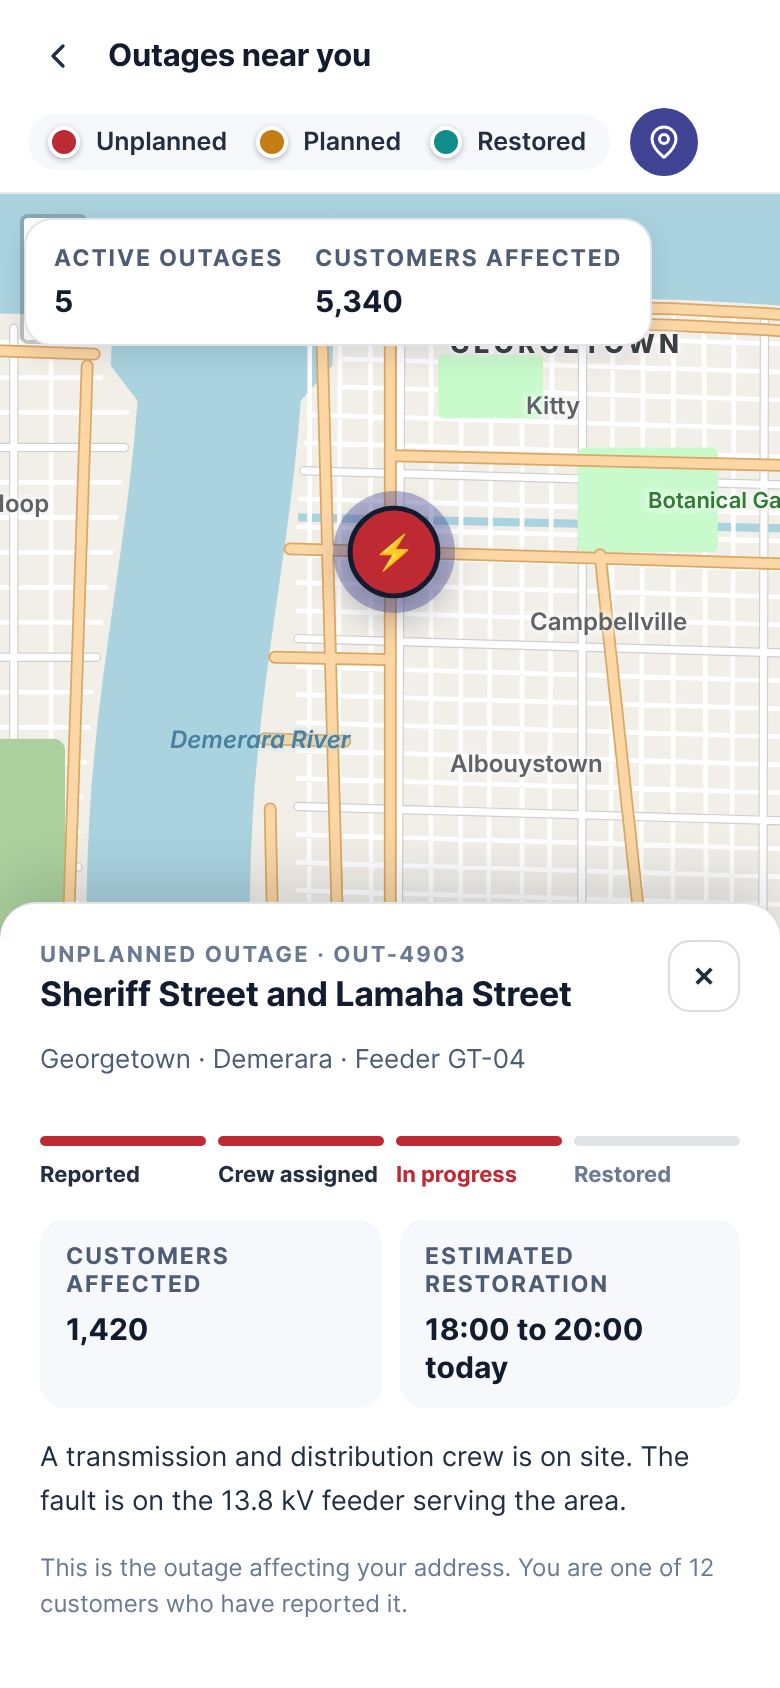 Outages near you
Unplanned
Planned
Restored
ACTIVE OUTAGES
5
CUSTOMERS AFFECTED
5,340
GEORGETOWN
Kitty
loop
Botanical Ga
Campbellville
Demerara River
Albouystown
UNPLANNED OUTAGE · OUT-4903
Sheriff Street and Lamaha Street
Georgetown · Demerara · Feeder GT-04
Reported
Crew assigned
In progress
Restored
CUSTOMERS
AFFECTED
1,420
ESTIMATED
RESTORATION
18:00 to 20:00
today
A transmission and distribution crew is on site. The
fault is on the 13.8 kV feeder serving the area.
This is the outage affecting your address. You are one of 12
customers who have reported it.